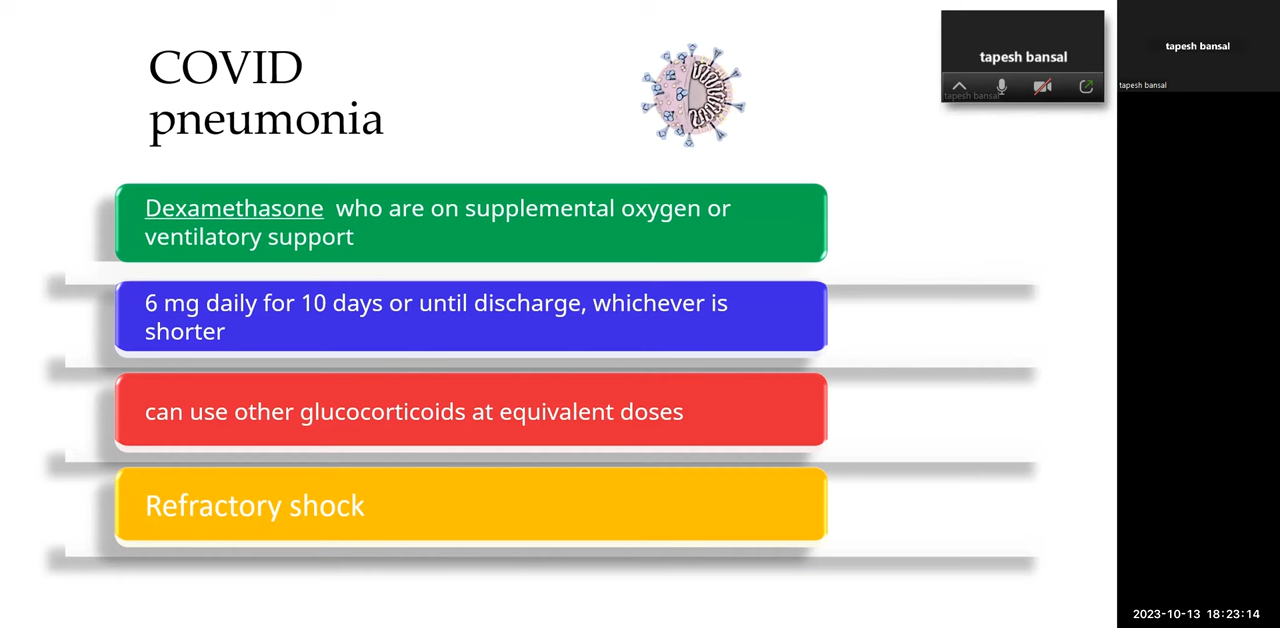 COVID
pneumonia
Dexamethasone who are on supplemental oxygen or
ventilatory support
6 mg daily for 10 days or until discharge, whichever is
shorter
can use other glucocorticoids at equivalent doses
Refractory shock
tapesh bansal
tapesh bansal
tapesh bansal
tapesh bansal
2023-10-13 18:23:14